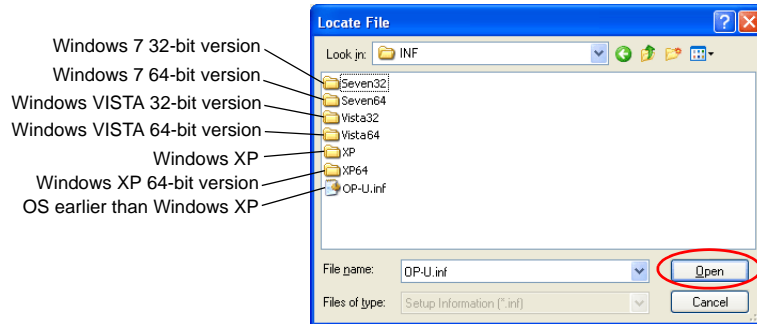 Locate File
Look in: INF
Windows 7 32-bit version
Windows 7 64-bit version
Windows VISTA 32-bit version
Windows VISTA 64-bit version
Windows XP
Windows XP 64-bit version
OS earlier than Windows XP
Seven32
Seven64
Vista32
Vista64
XP
XP64
OP-U.inf
File name: OP-U.inf Open
Files of type: Setup Information (*.inf) Cancel